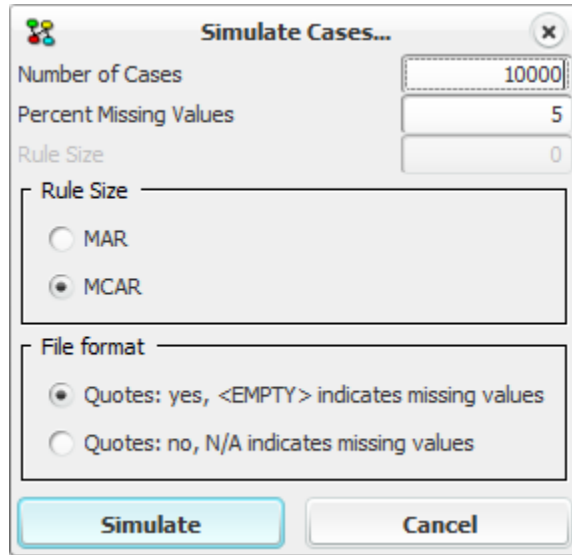 Simulate Cases...
Number of Cases 10000
Percent Missing Values 5
Rule Size 0
Rule Size
MAR
MCAR
File format
Quotes: yes, <EMPTY> indicates missing values
Quotes: no, N/A indicates missing values
Simulate Cancel